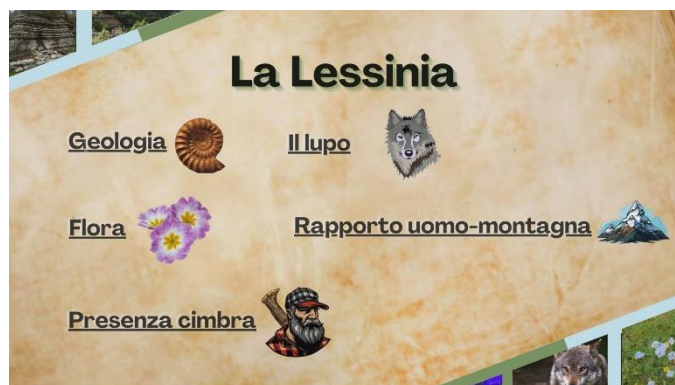 La Lessinia
Geologia
Il lupo
Flora
Rapporto uomo-montagna
Presenza cimbra